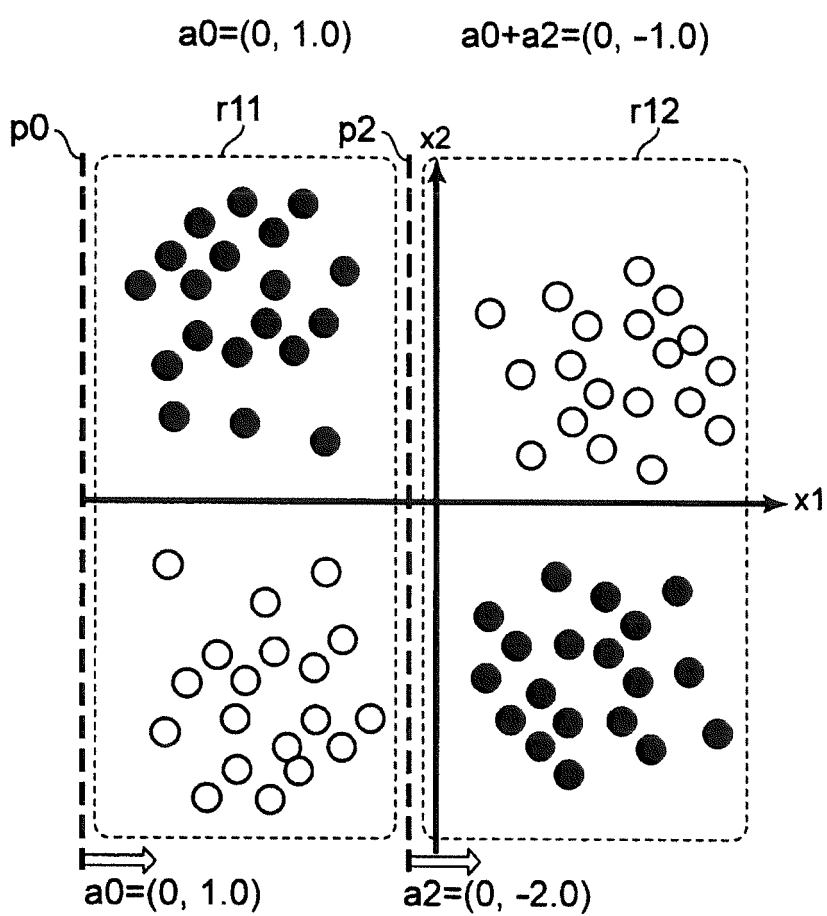 a0=(0, 1.0) a0+a2=(0, -1.0)
p0 r11 p2 x2 r12
x1
a0=(0, 1.0) a2=(0, -2.0)